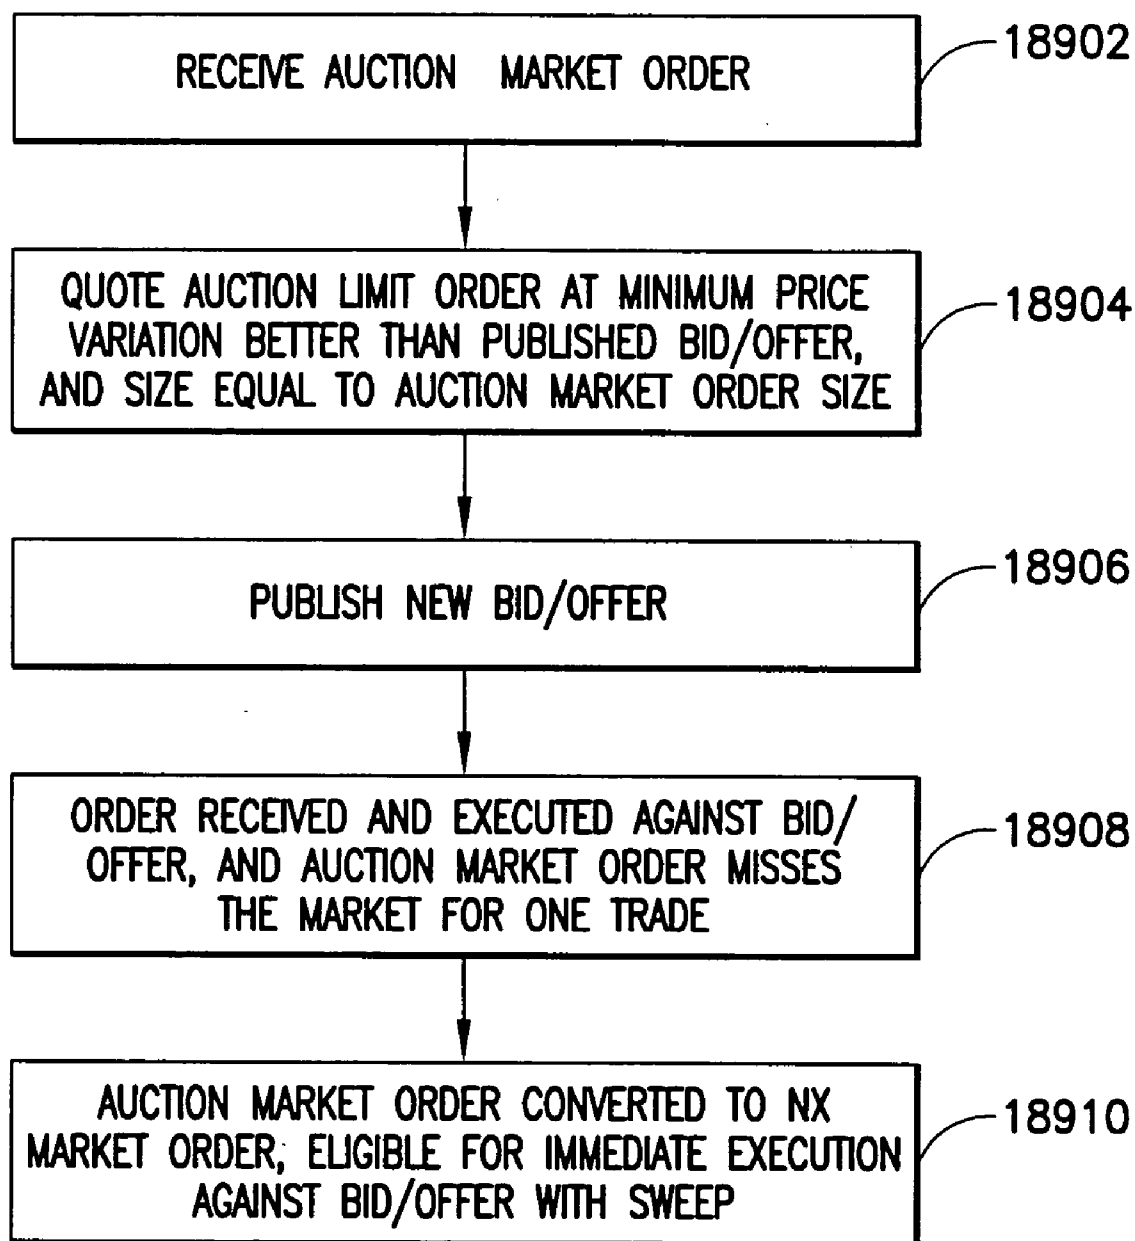 RECEIVE AUCTION MARKET ORDER
18902
QUOTE AUCTION LIMIT ORDER AT MINIMUM PRICE
VARIATION BETTER THAN PUBLISHED BID/OFFER,
AND SIZE EQUAL TO AUCTION MARKET ORDER SIZE
18904
PUBLISH NEW BID/OFFER
18906
ORDER RECEIVED AND EXECUTED AGAINST BID/
OFFER, AND AUCTION MARKET ORDER MISSES
THE MARKET FOR ONE TRADE
18908
AUCTION MARKET ORDER CONVERTED TO NX
MARKET ORDER, ELIGIBLE FOR IMMEDIATE EXECUTION
AGAINST BID/OFFER WITH SWEEP
18910